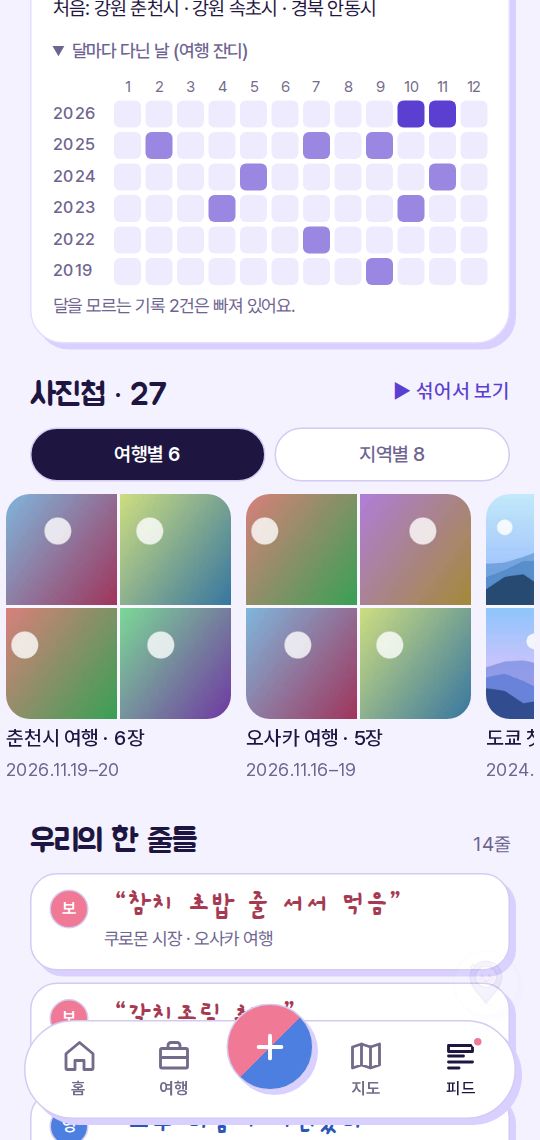 처음: 강원 춘천시 · 강원 속초시 · 경북 안동시
▼ 달마다 다닌 날 (여행 잔디)
1 2 3 4 5 6 7 8 9 10 11 12
2026
2025
2024
2023
2022
2019
달을 모르는 기록 2건은 빠져 있어요.
사진첩 · 27
▶ 섞어서 보기
여행별 6
지역별 8
춘천시 여행 · 6장
2026.11.19–20
오사카 여행 · 5장
2026.11.16–19
도쿄
2024.
우리의 한 줄들
14줄
보
“참치 초밥 줄 서서 먹음”
쿠로몬 시장 · 오사카 여행
보
“갈치조림
홈
여행
지도
피드